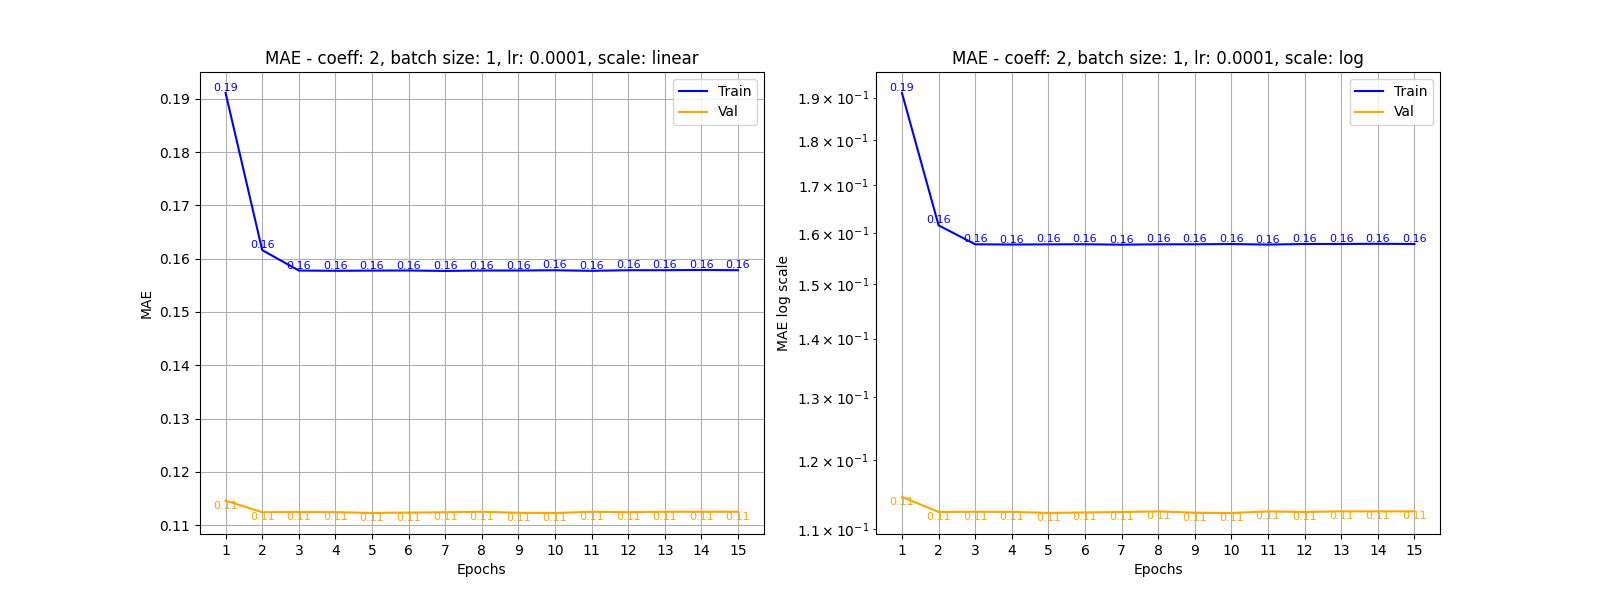 MAE - coeff: 2, batch size: 1, lr: 0.0001, scale: linear
MAE
0.19
0.18
0.17
0.16
0.15
0.14
0.13
0.12
0.11
Train
Val
0.19
0.16
0.16 0.16 0.16 0.16 0.16 0.16 0.16 0.16 0.16 0.16 0.16 0.16 0.16
0.11 0.11 0.11 0.11 0.11 0.11 0.11 0.11 0.11 0.11 0.11 0.11 0.11 0.11 0.11
1 2 3 4 5 6 7 8 9 10 11 12 13 14 15
Epochs
MAE - coeff: 2, batch size: 1, lr: 0.0001, scale: log
MAE log scale
1.9 × 10⁻¹
1.8 × 10⁻¹
1.7 × 10⁻¹
1.6 × 10⁻¹
1.5 × 10⁻¹
1.4 × 10⁻¹
1.3 × 10⁻¹
1.2 × 10⁻¹
1.1 × 10⁻¹
Train
Val
0.19
0.16
0.16 0.16 0.16 0.16 0.16 0.16 0.16 0.16 0.16 0.16 0.16 0.16 0.16
0.11 0.11 0.11 0.11 0.11 0.11 0.11 0.11 0.11 0.11 0.11 0.11 0.11 0.11 0.11
1 2 3 4 5 6 7 8 9 10 11 12 13 14 15
Epochs